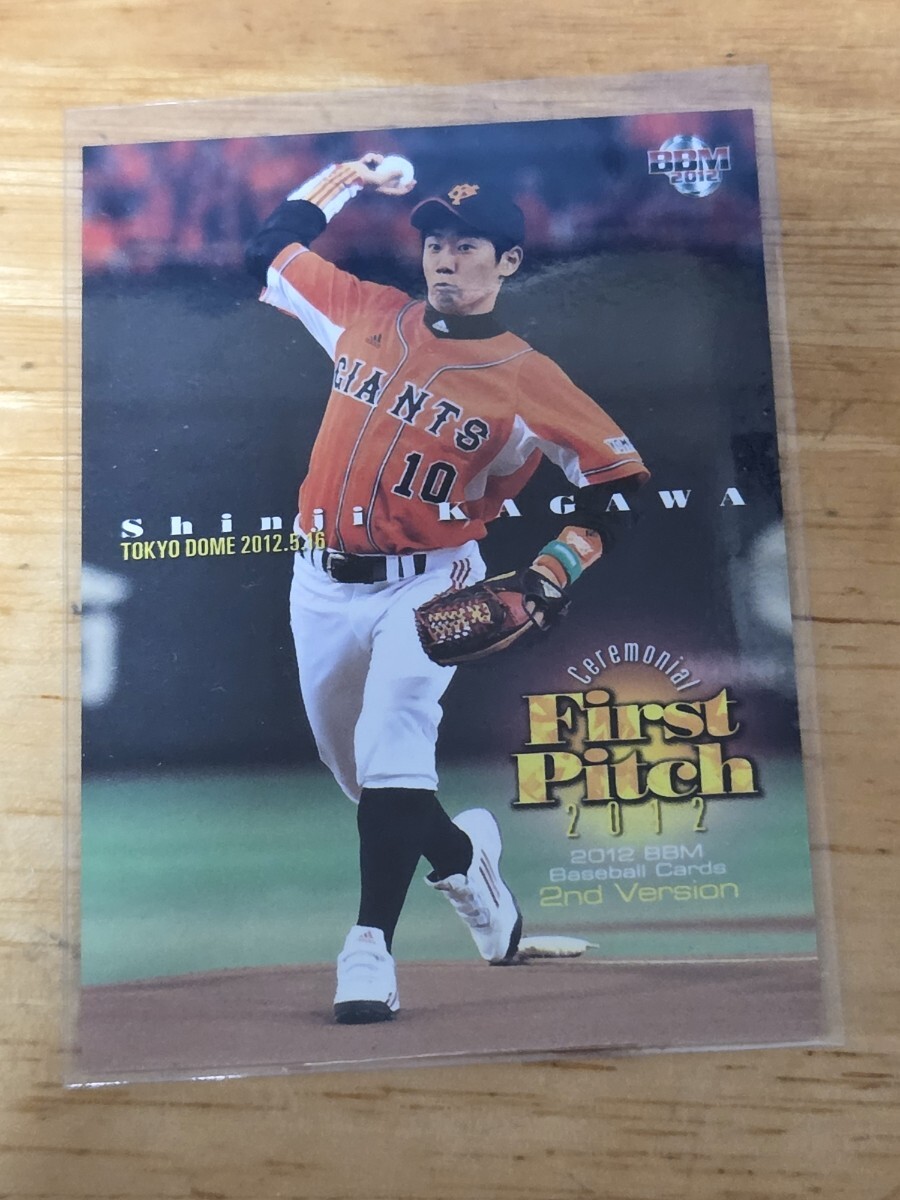 BBM
2012
GIANTS
10
Shinji KAGAWA
TOKYO DOME 2012.5.16
Ceremonial
First
Pitch
2012
2012 BBM
Baseball Cards
2nd Version